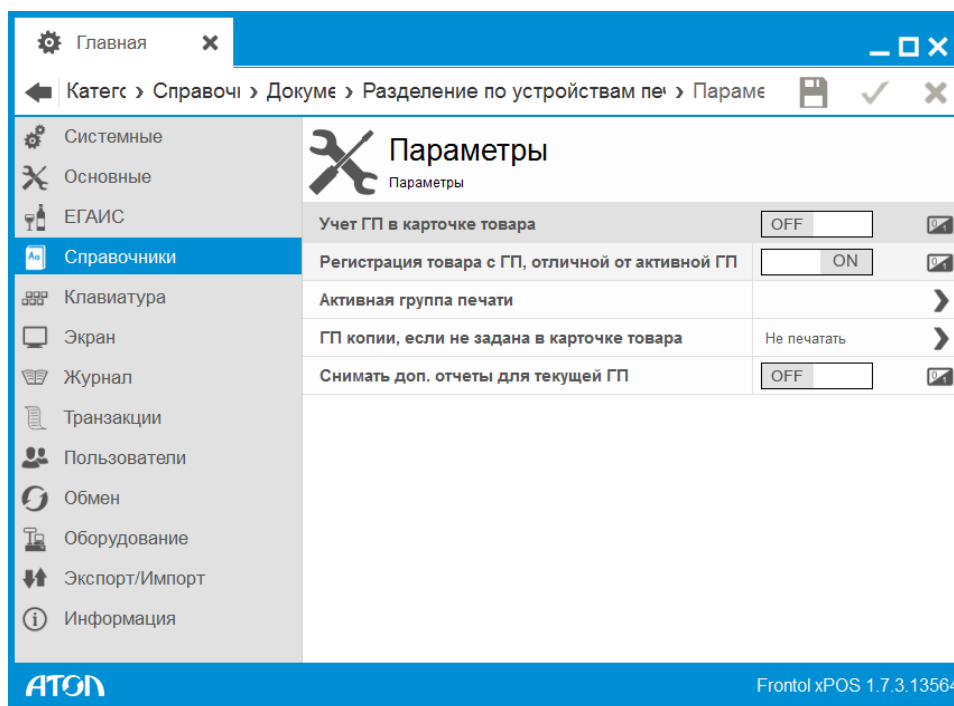 Главная
Катего › Справочн › Докуме › Разделение по устройствам печ › Параме
Системные
Основные
ЕГАИС
Справочники
Клавиатура
Экран
Журнал
Транзакции
Пользователи
Обмен
Оборудование
Экспорт/Импорт
Информация
Параметры
Параметры
Учет ГП в карточке товара OFF
Регистрация товара с ГП, отличной от активной ГП ON
Активная группа печати
ГП копии, если не задана в карточке товара Не печатать
Снимать доп. отчеты для текущей ГП OFF
АТОЛ
Frontol xPOS 1.7.3.13564